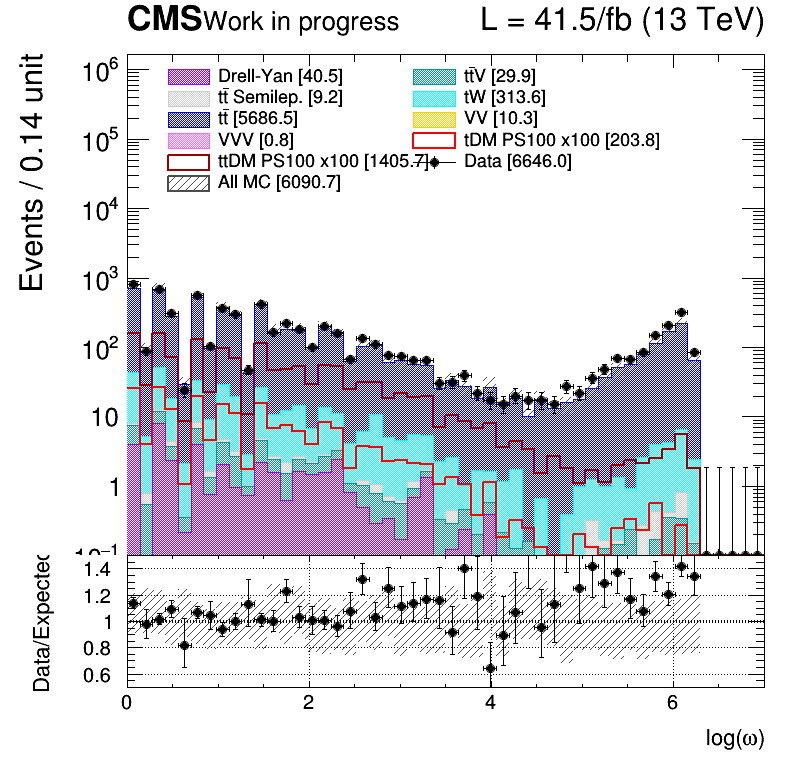 CMS Work in progress L = 41.5/fb (13 TeV)
Events / 0.14 unit
10⁶
10⁵
10⁴
10³
10²
10
1
10⁻¹
Drell-Yan [40.5]
tt̄V [29.9]
tt̄ Semilep. [9.2]
tW [313.6]
tt̄ [5686.5]
VV [10.3]
VVV [0.8]
tDM PS100 x100 [203.8]
ttDM PS100 x100 [1405.7]
Data [6646.0]
All MC [6090.7]
Data/Expected
1.4
1.2
1
0.8
0.6
0 2 4 6
log(ω)